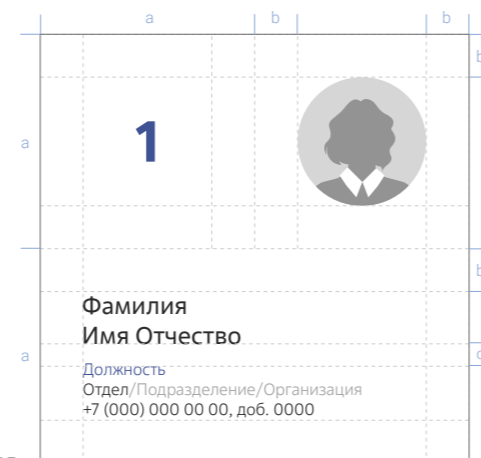 a b b
b
1
a
b
Фамилия
Имя Отчество
a
Должность
Отдел/Подразделение/Организация
+7 (000) 000 00 00, доб. 0000